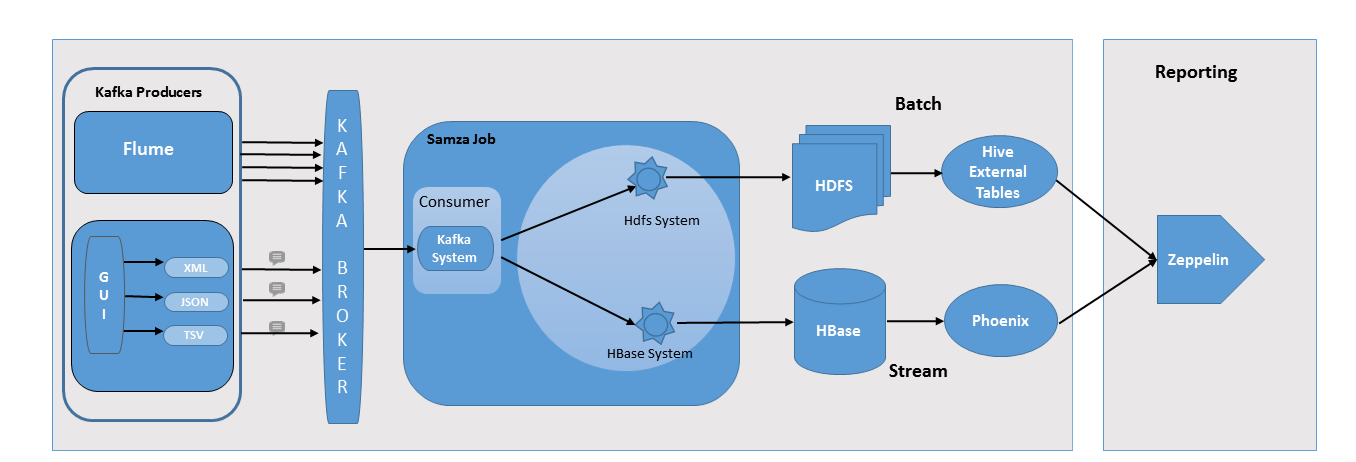 Kafka Producers
Flume
GUI
XML
JSON
TSV
KAFKA BROKER
Samza Job
Consumer
Kafka
System
Hdfs System
HBase System
Batch
HDFS
Hive
External
Tables
HBase
Stream
Phoenix
Reporting
Zeppelin